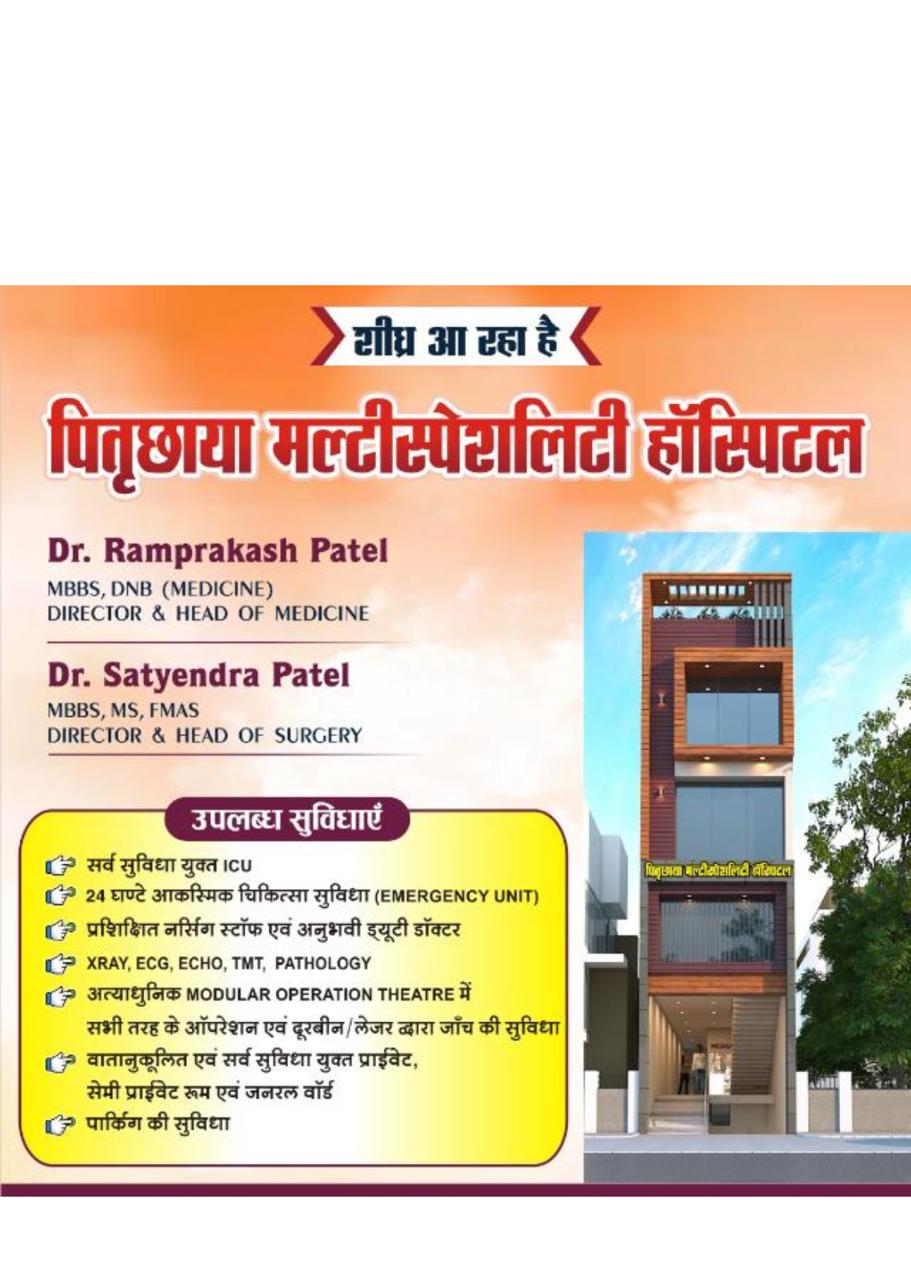 शीघ्र आ रहा है
पितृछाया मल्टीस्पेशलिटी हॉस्पिटल
Dr. Ramprakash Patel
MBBS, DNB (MEDICINE)
DIRECTOR & HEAD OF MEDICINE
Dr. Satyendra Patel
MBBS, MS, FMAS
DIRECTOR & HEAD OF SURGERY
उपलब्ध सुविधाएँ
सर्व सुविधा युक्त ICU
24 घण्टे आकस्मिक चिकित्सा सुविधा (EMERGENCY UNIT)
प्रशिक्षित नर्सिग स्टॉफ एवं अनुभवी ड्यूटी डॉक्टर
XRAY, ECG, ECHO, TMT, PATHOLOGY
अत्याधुनिक MODULAR OPERATION THEATRE में
सभी तरह के ऑपरेशन एवं दूरबीन/लेजर द्वारा जाँच की सुविधा
वातानुकूलित एवं सर्व सुविधा युक्त प्राईवेट,
सेमी प्राईवेट रूम एवं जनरल वॉर्ड
पार्किग की सुविधा
पितृछाया मल्टीस्पेशलिटी हॉस्पिटल